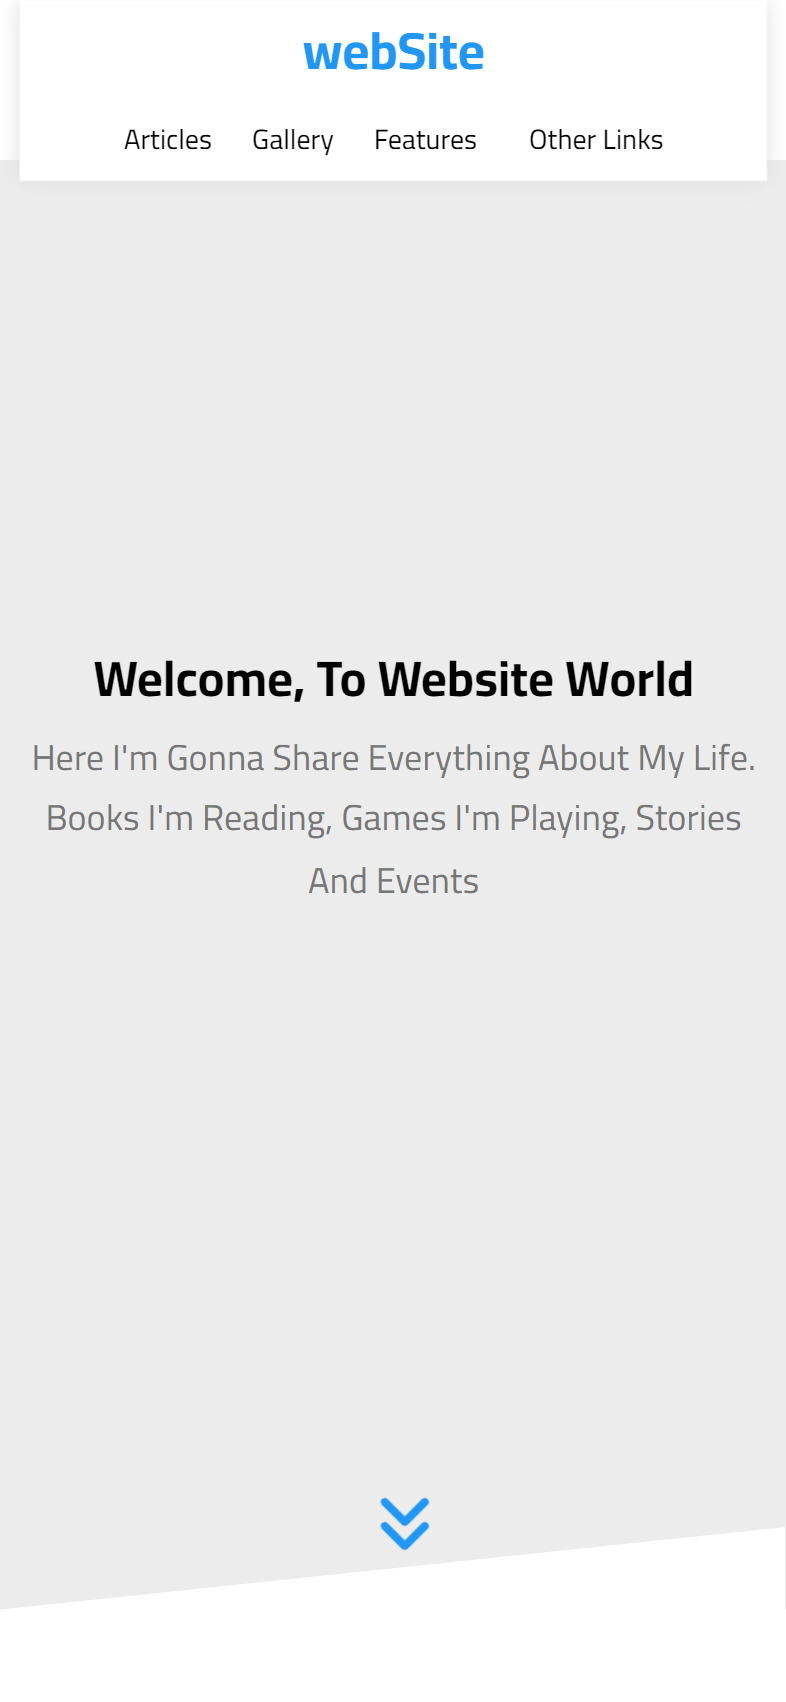 webSite
Articles Gallery Features Other Links
Welcome, To Website World
Here I'm Gonna Share Everything About My Life.
Books I'm Reading, Games I'm Playing, Stories
And Events